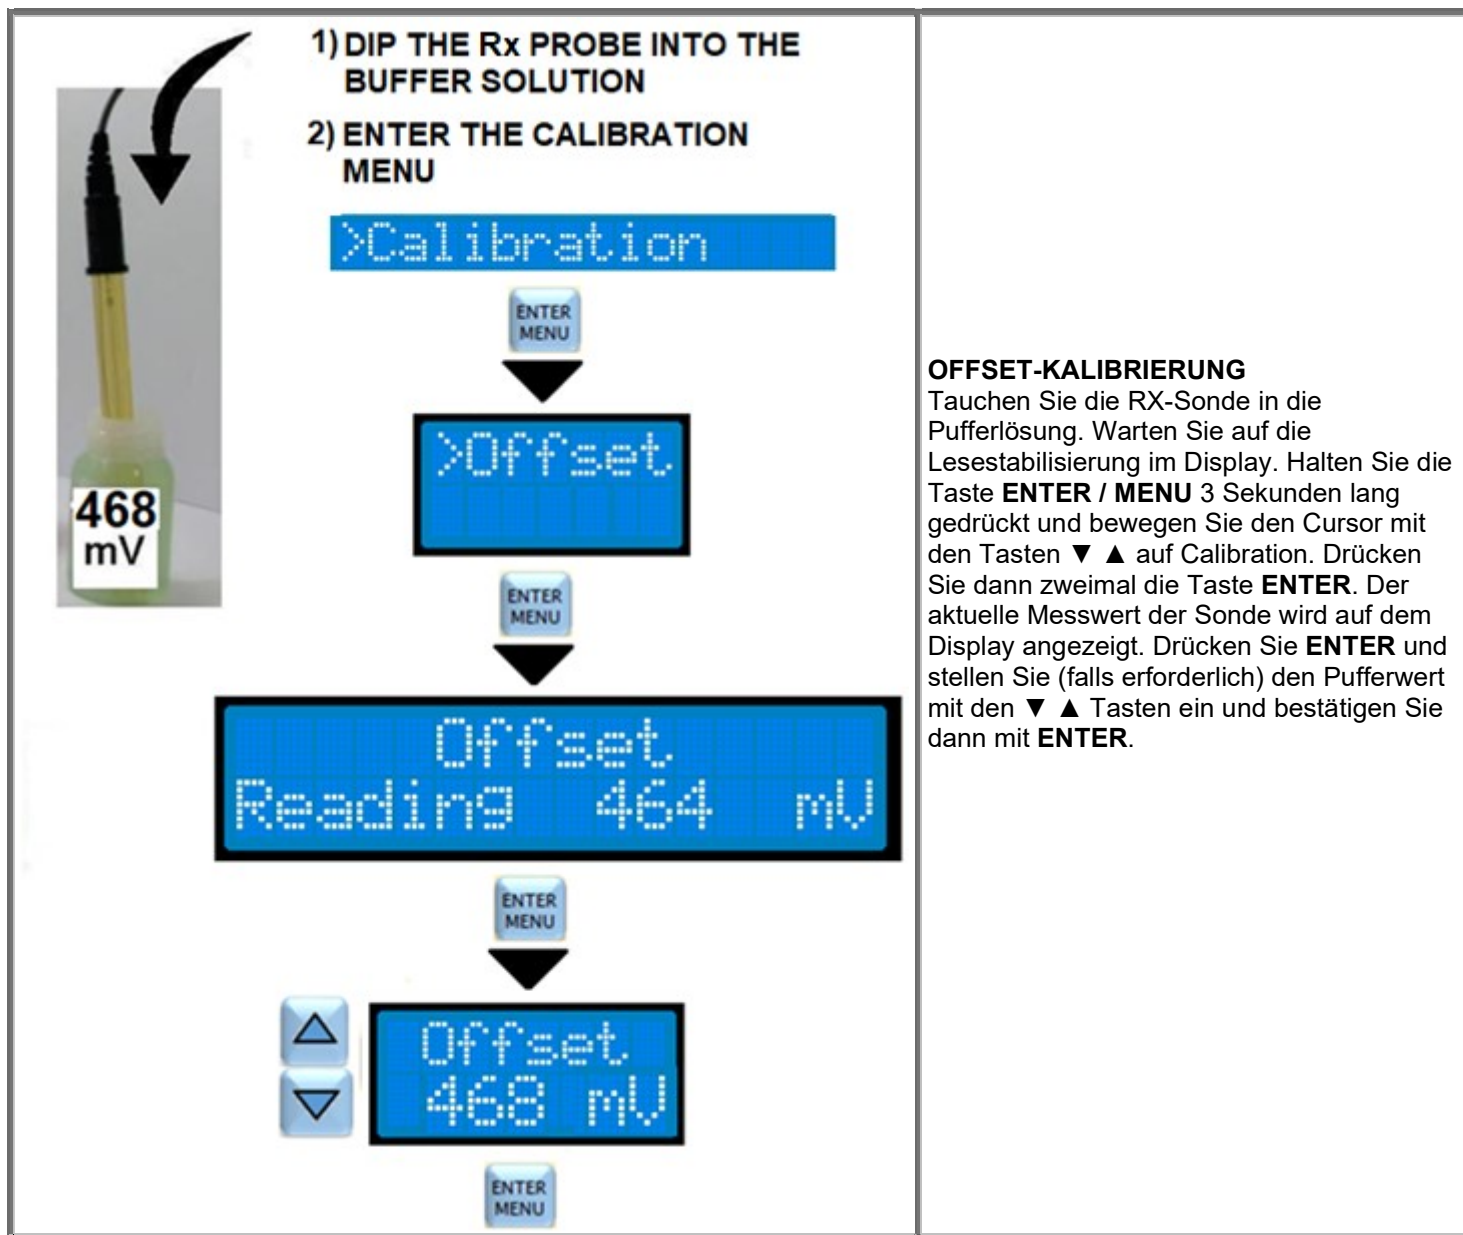 1) DIP THE Rx PROBE INTO THE
BUFFER SOLUTION
2) ENTER THE CALIBRATION
MENU
>Calibration
ENTER
MENU
>Offset
468
mV
ENTER
MENU
Offset
Reading 464 mV
ENTER
MENU
Offset
468 mV
ENTER
MENU
OFFSET-KALIBRIERUNG
Tauchen Sie die RX-Sonde in die
Pufferlösung. Warten Sie auf die
Lesestabilisierung im Display. Halten Sie die
Taste ENTER / MENU 3 Sekunden lang
gedrückt und bewegen Sie den Cursor mit
den Tasten ▼ ▲ auf Calibration. Drücken
Sie dann zweimal die Taste ENTER. Der
aktuelle Messwert der Sonde wird auf dem
Display angezeigt. Drücken Sie ENTER und
stellen Sie (falls erforderlich) den Pufferwert
mit den ▼ ▲ Tasten ein und bestätigen Sie
dann mit ENTER.